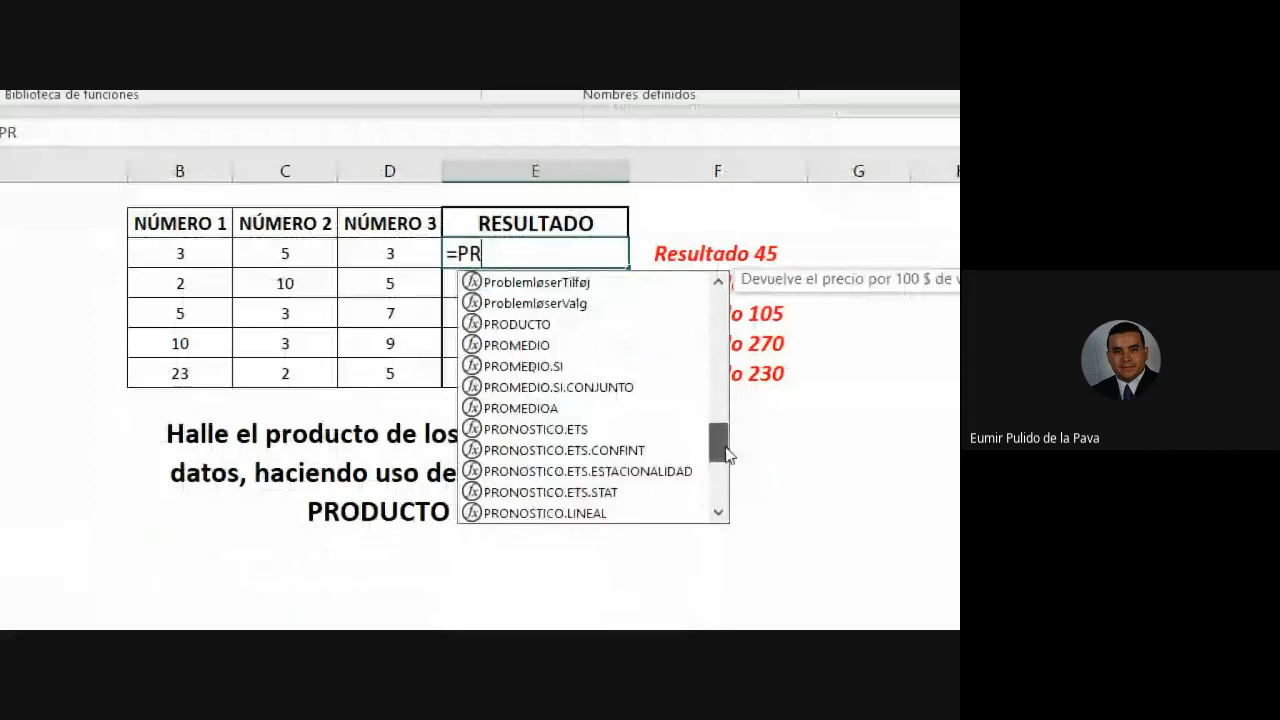 Biblioteca de funciones Nombres definidos
PR
B C D E F G
NÚMERO 1 NÚMERO 2 NÚMERO 3 RESULTADO
3 5 3 =PR Resultado 45
2 10 5
5 3 7 o 105
10 3 9 o 270
23 2 5 o 230
Devuelve el precio por 100 $ de
ProblemløserTilføj
ProblemløserValg
PRODUCTO
PROMEDIO
PROMEDIO.SI
PROMEDIO.SI.CONJUNTO
PROMEDIOA
PRONOSTICO.ETS
PRONOSTICO.ETS.CONFINT
PRONOSTICO.ETS.ESTACIONALIDAD
PRONOSTICO.ETS.STAT
PRONOSTICO.LINEAL
Halle el producto de los
datos, haciendo uso de
PRODUCTO
Eumir Pulido de la Pava